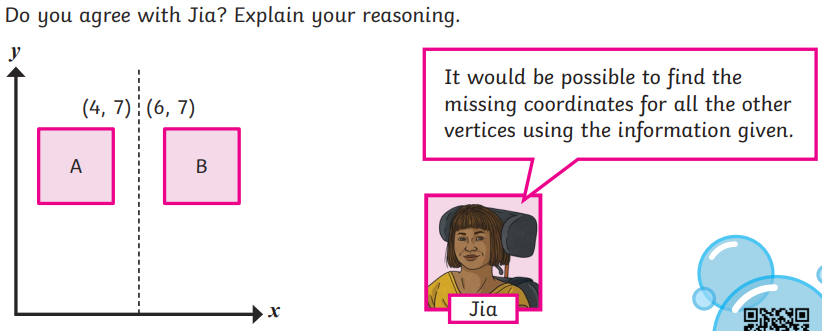 Do you agree with Jia? Explain your reasoning.
y
(4, 7) (6, 7)
A
B
x
It would be possible to find the
missing coordinates for all the other
vertices using the information given.
Jia